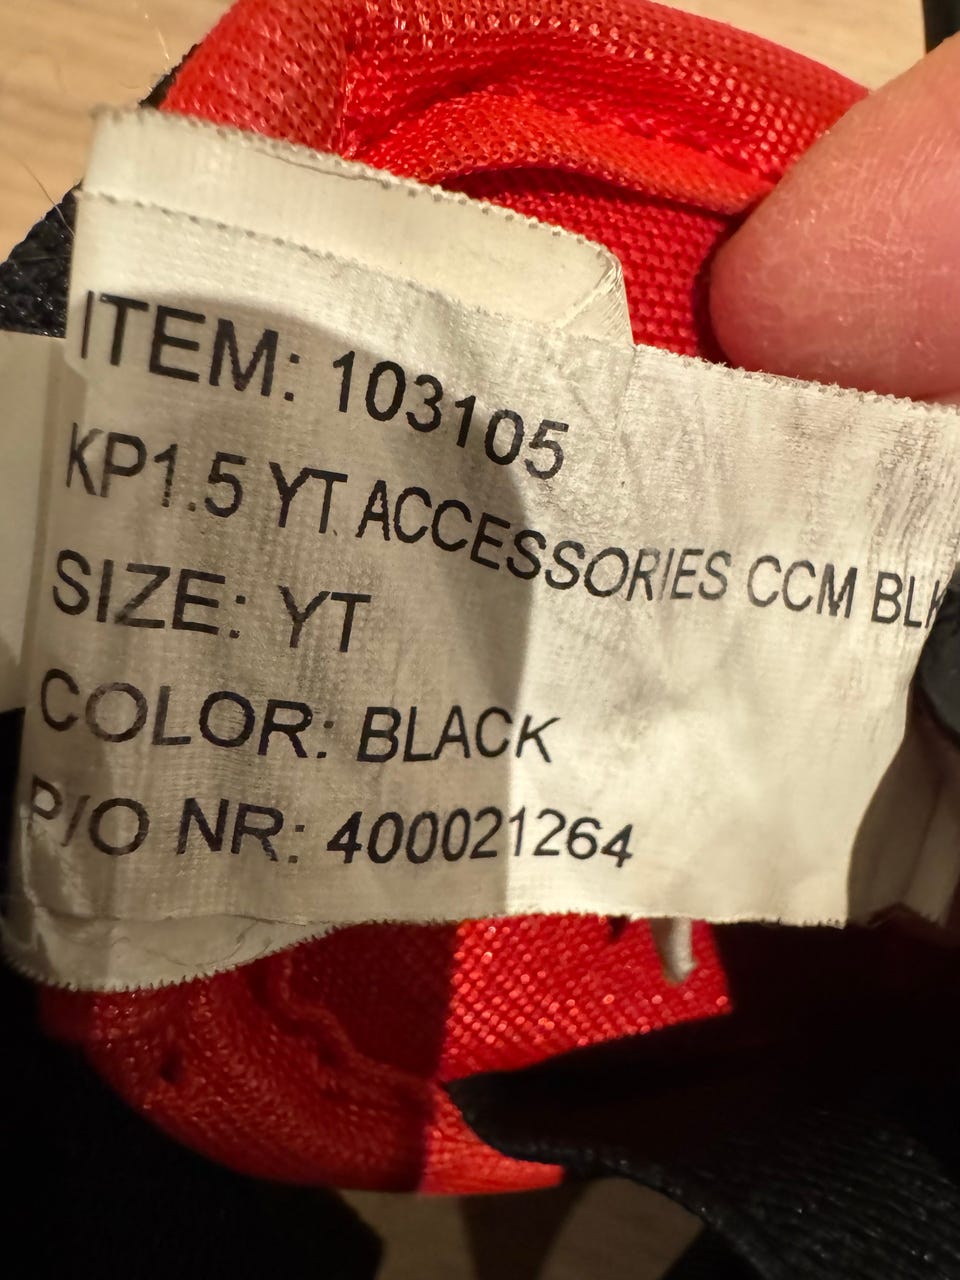 ITEM: 103105
KP1.5 YT ACCESSORIES CCM BLK
SIZE: YT
COLOR: BLACK
P/O NR: 400021264